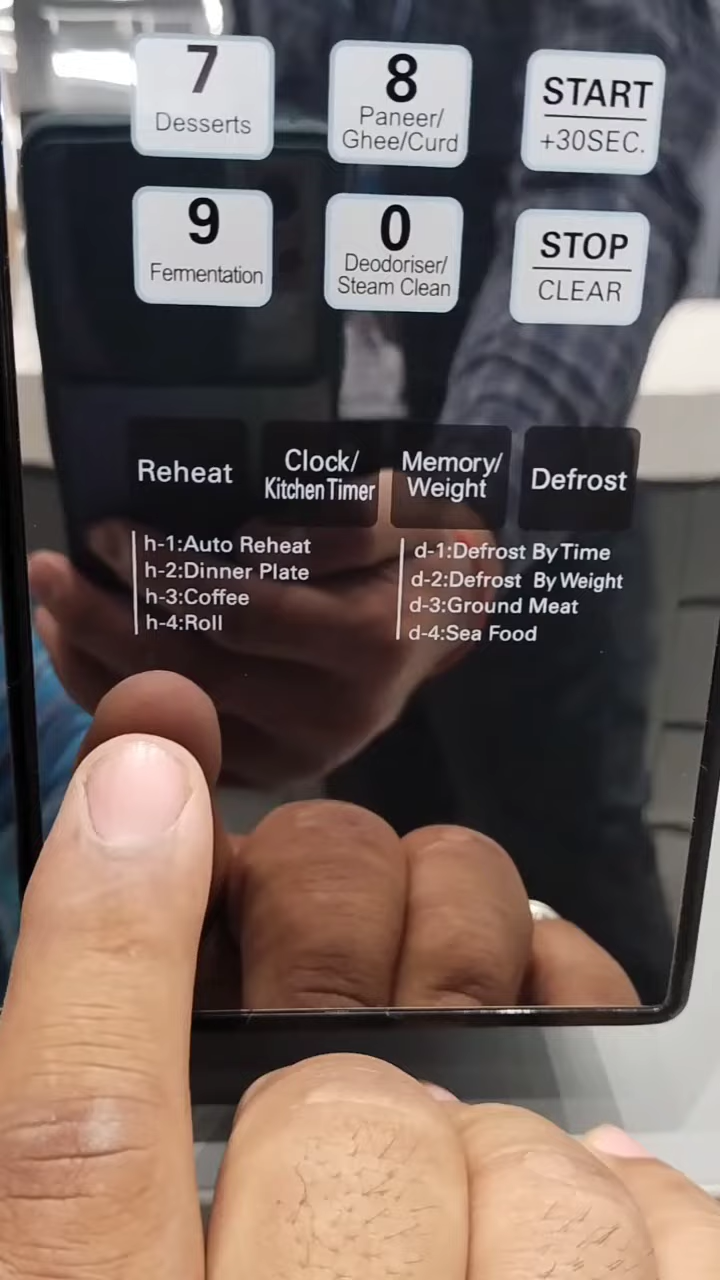 7
Desserts
8
Paneer/
Ghee/Curd
START
+30SEC.
9
Fermentation
0
Deodoriser/
Steam Clean
STOP
CLEAR
Reheat
Clock/
Kitchen Timer
Memory/
Weight
Defrost
h-1:Auto Reheat
h-2:Dinner Plate
h-3:Coffee
h-4:Roll
d-1:Defrost By Time
d-2:Defrost By Weight
d-3:Ground Meat
d-4:Sea Food